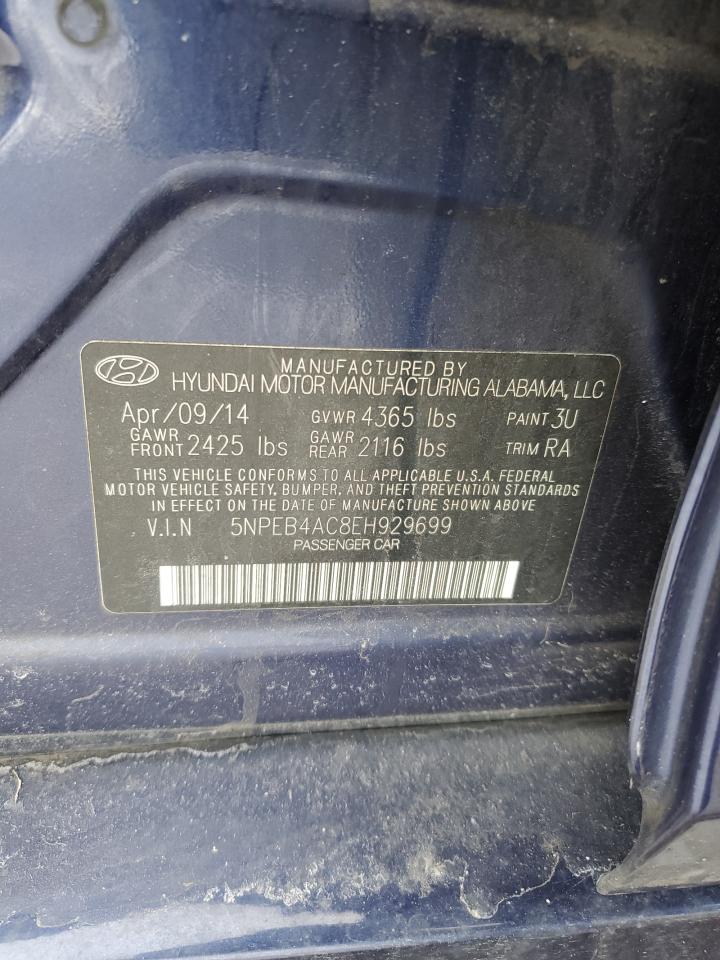 MANUFACTURED BY
HYUNDAI MOTOR MANUFACTURING ALABAMA, LLC
Apr/09/14 GVWR 4365 lbs PAINT 3U
GAWR FRONT 2425 lbs GAWR REAR 2116 lbs TRIM RA
THIS VEHICLE CONFORMS TO ALL APPLICABLE U.S.A. FEDERAL
MOTOR VEHICLE SAFETY, BUMPER, AND THEFT PREVENTION STANDARDS
IN EFFECT ON THE DATE OF MANUFACTURE SHOWN ABOVE.
V.I.N 5NPEB4AC8EH929699
PASSENGER CAR